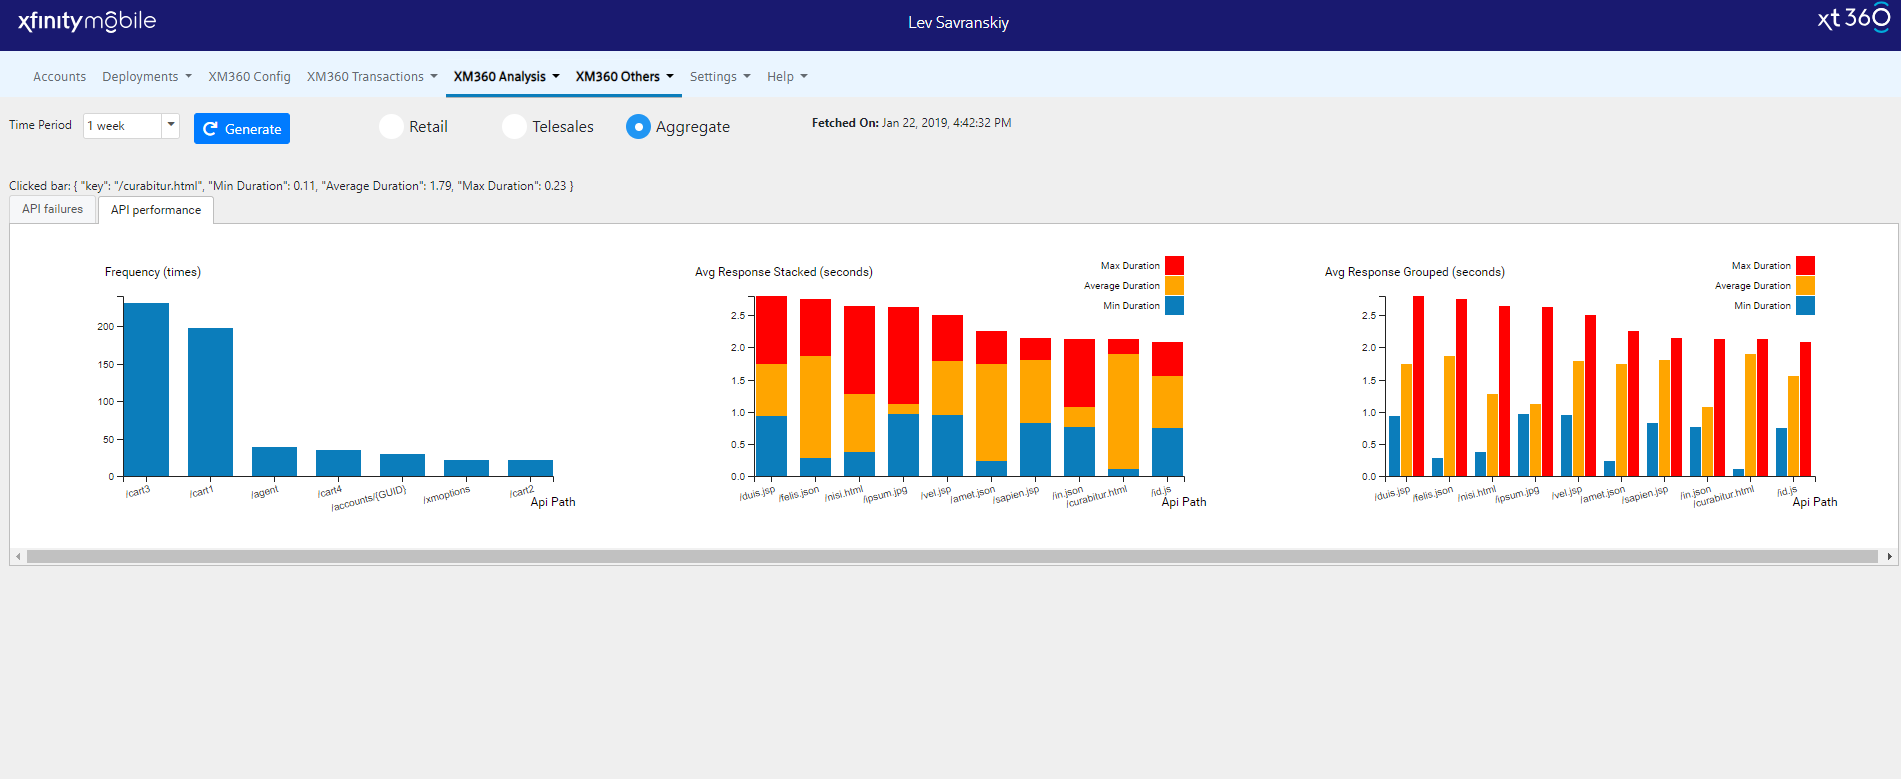 xfinitymobile
Lev Savranskiy
xt 360
Accounts Deployments XM360 Config XM360 Transactions XM360 Analysis XM360 Others Settings Help
Time Period 1 week Generate Retail Telesales Aggregate Fetched On: Jan 22, 2019, 4:42:32 PM
Clicked bar: { "key": "/curabitur.html", "Min Duration": 0.11, "Average Duration": 1.79, "Max Duration": 0.23 }
API failures API performance
Frequency (times)
200
150
100
50
0
/cart3 /cart1 /agent /cart4 /accounts/{GUID} /xmoptions /cart2
Api Path
Avg Response Stacked (seconds)
Max Duration
Average Duration
Min Duration
2.5
2.0
1.5
1.0
0.5
0.0
/duis.jsp /felis.json /nisi.html /ipsum.jpg /vel.jsp /amet.json /sapien.jsp /in.json /curabitur.html /id.js
Api Path
Avg Response Grouped (seconds)
Max Duration
Average Duration
Min Duration
2.5
2.0
1.5
1.0
0.5
0.0
/duis.jsp /felis.json /nisi.html /ipsum.jpg /vel.jsp /amet.json /sapien.jsp /in.json /curabitur.html /id.js
Api Path